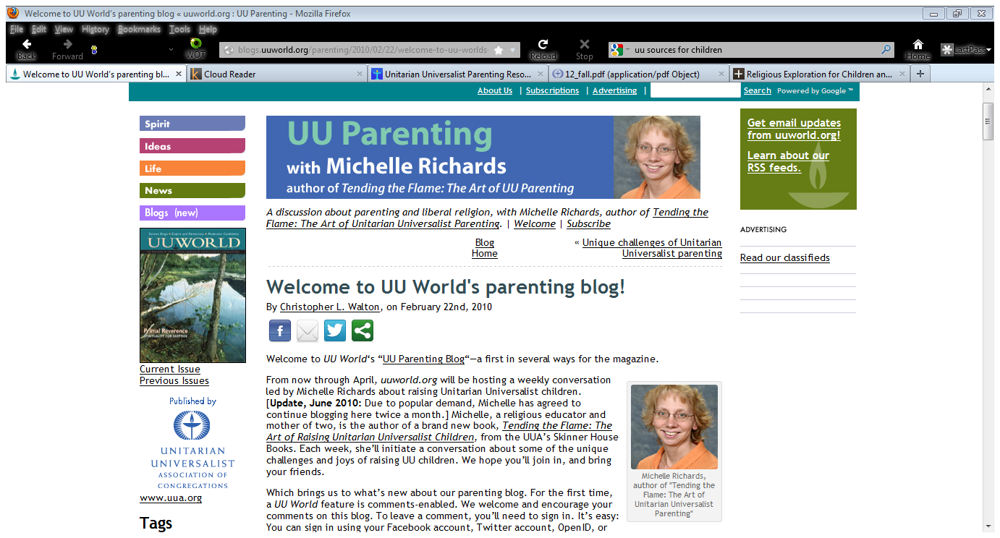 Welcome to UU World's parenting blog « uuworld.org : UU Parenting - Mozilla Firefox
File Edit View History Bookmarks Tools Help
Back Forward WOT blogs.uuworld.org/parenting/2010/02/22/welcome-to-uu-worlds Reload Stop uu sources for children Home LastPass
Welcome to UU World's parenting bl... Cloud Reader Unitarian Universalist Parenting Reso... 12_fall.pdf (application/pdf Object) Religious Exploration for Children an...
About Us | Subscriptions | Advertising | Search Powered by Google ™
Spirit
Ideas
Life
News
Blogs (new)
UUWORLD
Primal Reverence
SPIRITUALITY FOR SKEPTICS
Current Issue
Previous Issues
Published by
UNITARIAN
UNIVERSALIST
ASSOCIATION OF
CONGREGATIONS
www.uua.org
Tags
UU Parenting
with Michelle Richards
author of Tending the Flame: The Art of UU Parenting
A discussion about parenting and liberal religion, with Michelle Richards, author of Tending the
Flame: The Art of Unitarian Universalist Parenting. | Welcome | Subscribe
Blog
Home
« Unique challenges of Unitarian
Universalist parenting
Welcome to UU World's parenting blog!
By Christopher L. Walton, on February 22nd, 2010
Welcome to UU World‘s “UU Parenting Blog“—a first in several ways for the magazine.
From now through April, uuworld.org will be hosting a weekly conversation
led by Michelle Richards about raising Unitarian Universalist children.
[Update, June 2010: Due to popular demand, Michelle has agreed to
continue blogging here twice a month.] Michelle, a religious educator and
mother of two, is the author of a brand new book, Tending the Flame: The
Art of Raising Unitarian Universalist Children, from the UUA’s Skinner House
Books. Each week, she’ll initiate a conversation about some of the unique
challenges and joys of raising UU children. We hope you’ll join in, and bring
your friends.
Which brings us to what’s new about our parenting blog. For the first time,
a UU World feature is comments-enabled. We welcome and encourage your
comments on this blog. To leave a comment, you’ll need to sign in. It’s easy:
You can sign in using your Facebook account, Twitter account, OpenID, or
Michelle Richards,
author of "Tending the
Flame: The Art of
Unitarian Universalist
Parenting"
Get email updates
from uuworld.org!
Learn about our
RSS feeds.
ADVERTISING
Read our classifieds